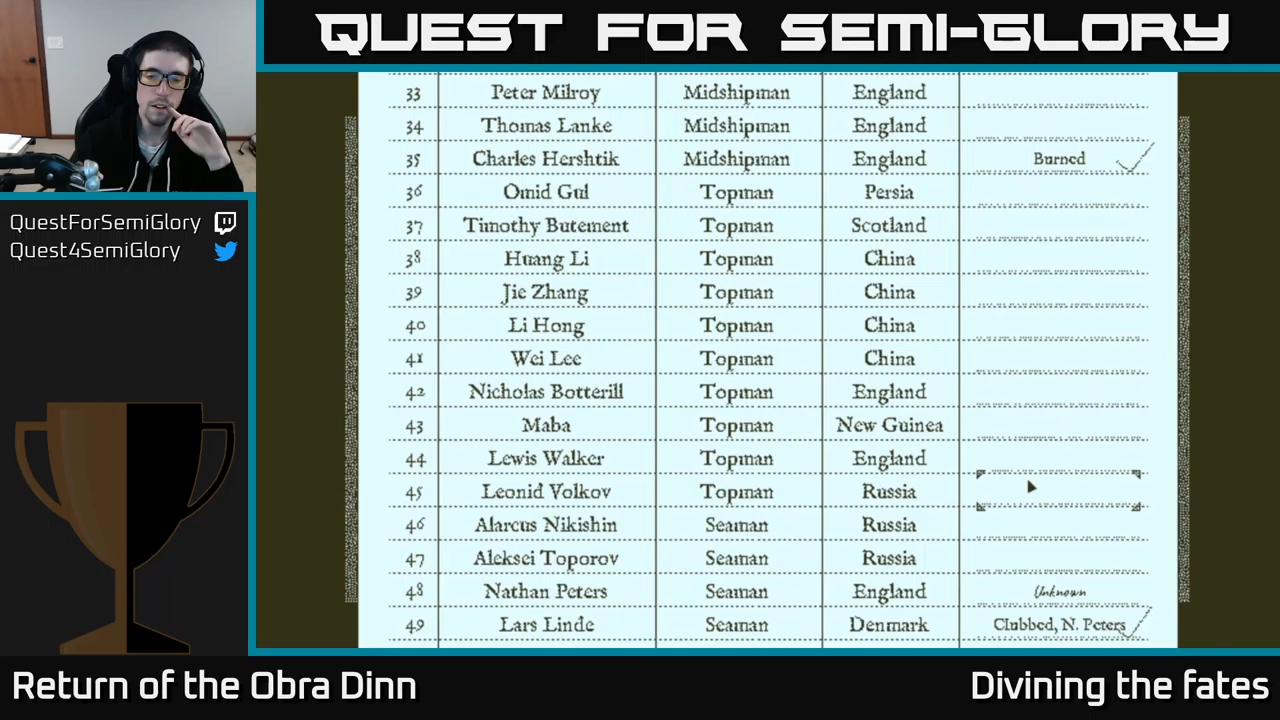 QUEST FOR SEMI-GLORY
QuestForSemiGlory
Quest4SemiGlory
33 Peter Milroy Midshipman England
34 Thomas Lanke Midshipman England
35 Charles Hershtik Midshipman England Burned
36 Omid Gul Topman Persia
37 Timothy Butement Topman Scotland
38 Huang Li Topman China
39 Jie Zhang Topman China
40 Li Hong Topman China
41 Wei Lee Topman China
42 Nicholas Botterill Topman England
43 Maba Topman New Guinea
44 Lewis Walker Topman England
45 Leonid Volkov Topman Russia
46 Alarcus Nikishin Seaman Russia
47 Aleksei Toporov Seaman Russia
48 Nathan Peters Seaman England Unknown
49 Lars Linde Seaman Denmark Clubbed, N. Peters
Return of the Obra Dinn
Divining the fates